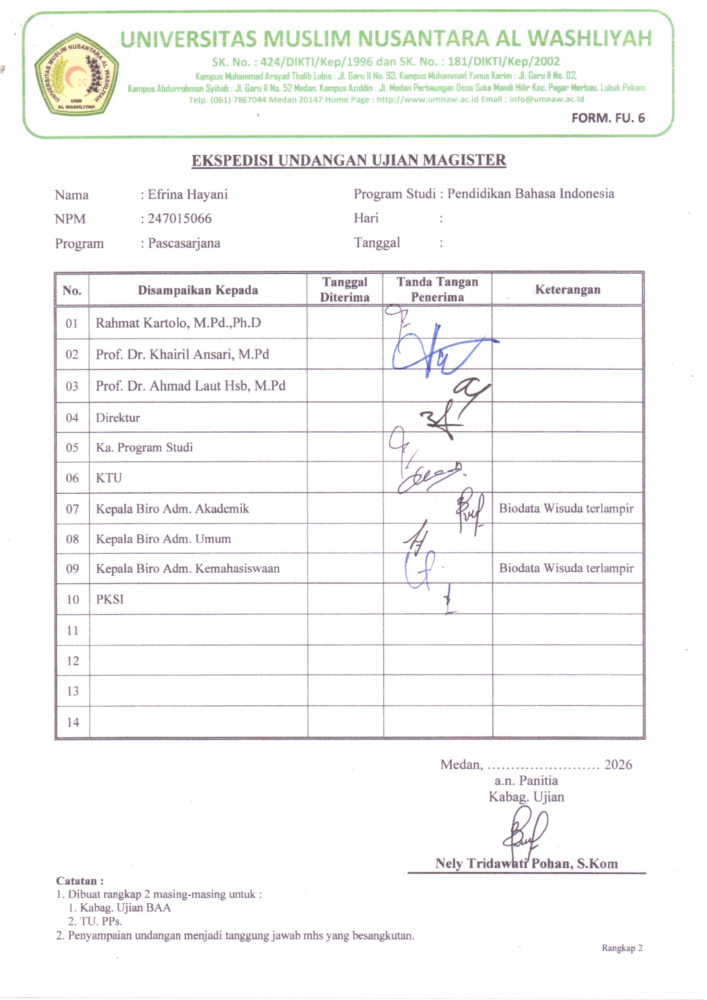 UNIVERSITAS MUSLIM NUSANTARA AL WASHLIYAH
UMN
AL WASHLIYAH
UNIVERSITAS MUSLIM NUSANTARA AL WASHLIYAH
SK. No. : 424/DIKTI/Kep/1996 dan SK. No. : 181/DIKTI/Kep/2002
Kampus Muhammad Arsyad Thalib Lubis : Jl. Garu II No. 93, Kampus Muhammad Yunus Karim : Jl. Garu II No. 02,
Kampus Abdurrahman Syihab : Jl. Garu II No. 52 Medan, Kampus Aziddin : Jl. Medan Perbaungan Desa Suka Mandi Hilir Kec. Pagar Merbau, Lubuk Pakam
Telp. (061) 7867044 Medan 20147 Home Page : http://www.umnaw.ac.id Email : info@umnaw.ac.id
FORM. FU. 6
EKSPEDISI UNDANGAN UJIAN MAGISTER
Nama : Efrina Hayani Program Studi : Pendidikan Bahasa Indonesia
NPM : 247015066 Hari :
Program : Pascasarjana Tanggal :
No. Disampaikan Kepada Tanggal Diterima Tanda Tangan Penerima Keterangan
01 Rahmat Kartolo, M.Pd.,Ph.D
02 Prof. Dr. Khairil Ansari, M.Pd
03 Prof. Dr. Ahmad Laut Hsb, M.Pd
04 Direktur
05 Ka. Program Studi
06 KTU
07 Kepala Biro Adm. Akademik Biodata Wisuda terlampir
08 Kepala Biro Adm. Umum
09 Kepala Biro Adm. Kemahasiswaan Biodata Wisuda terlampir
10 PKSI
11
12
13
14
Medan, ........................ 2026
a.n. Panitia
Kabag. Ujian
Nely Tridawati Pohan, S.Kom
Catatan :
1. Dibuat rangkap 2 masing-masing untuk :
1. Kabag. Ujian BAA
2. TU. PPs.
2. Penyampaian undangan menjadi tanggung jawab mhs yang besangkutan.
Rangkap 2